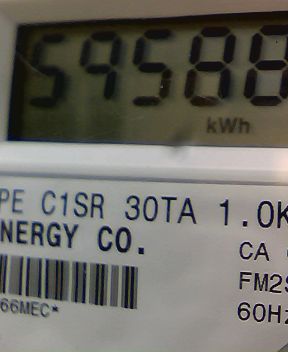 59588
kWh
PE C1SR 30TA 1.0K
NERGY CO.
CA
FM2S
66MEC*
60Hz